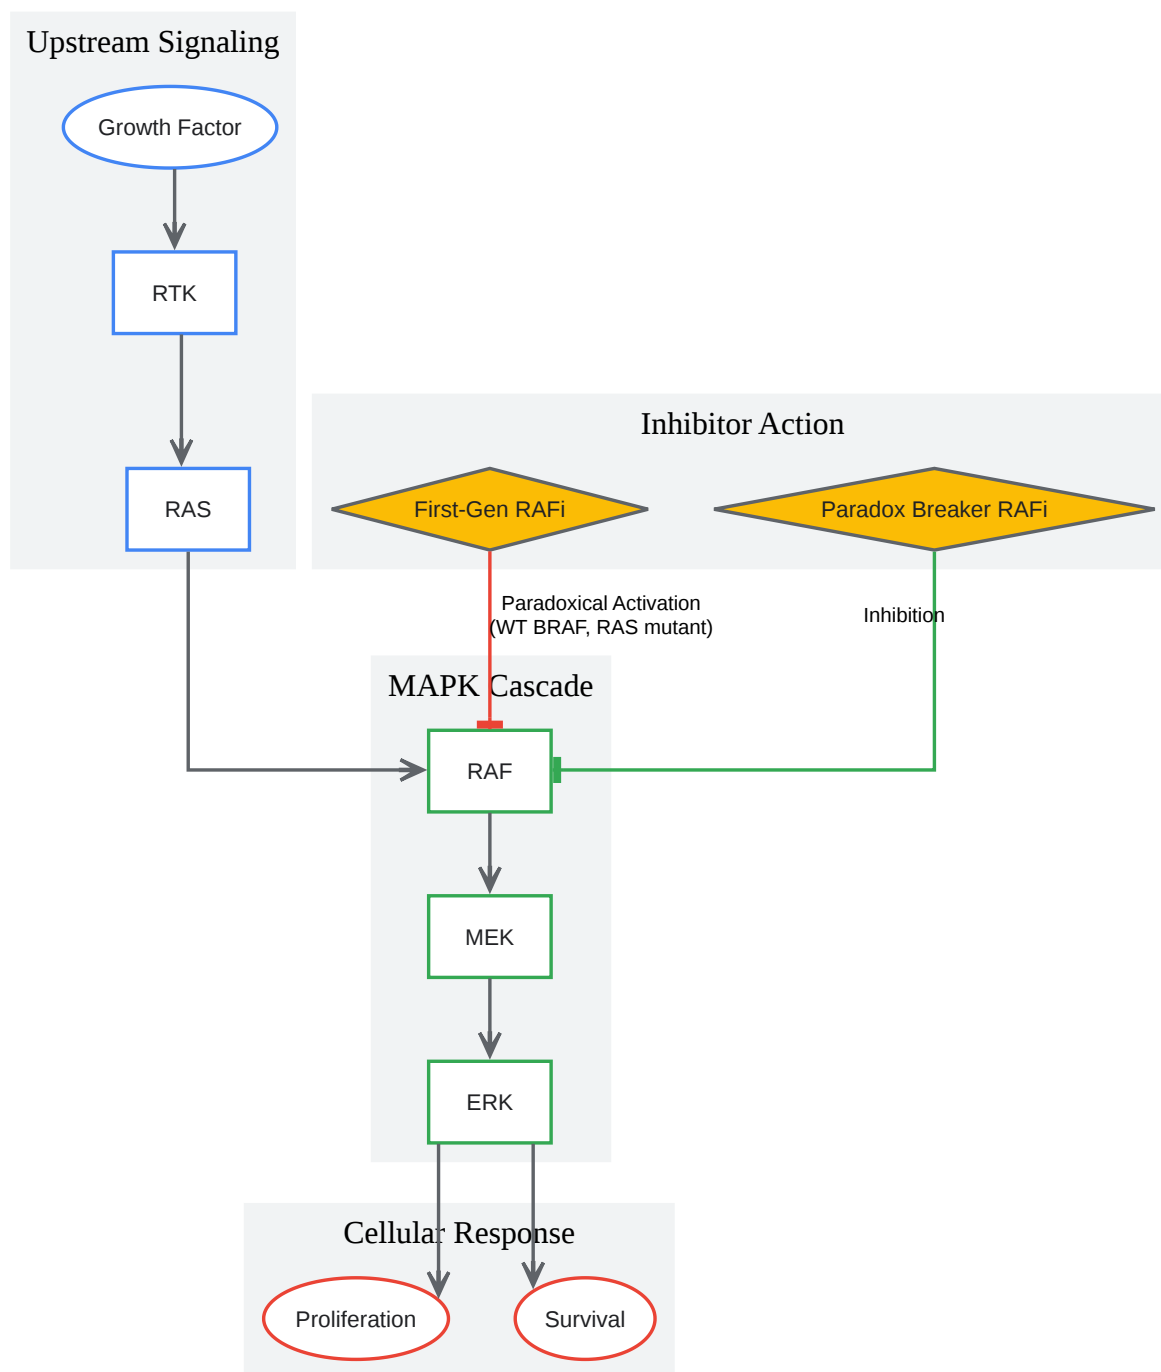 Upstream Signaling
Growth Factor
RTK
RAS
Inhibitor Action
First-Gen RAFi
Paradox Breaker RAFi
Paradoxical Activation
(WT BRAF, RAS mutant)
Inhibition
MAPK Cascade
RAF
MEK
ERK
Cellular Response
Proliferation
Survival